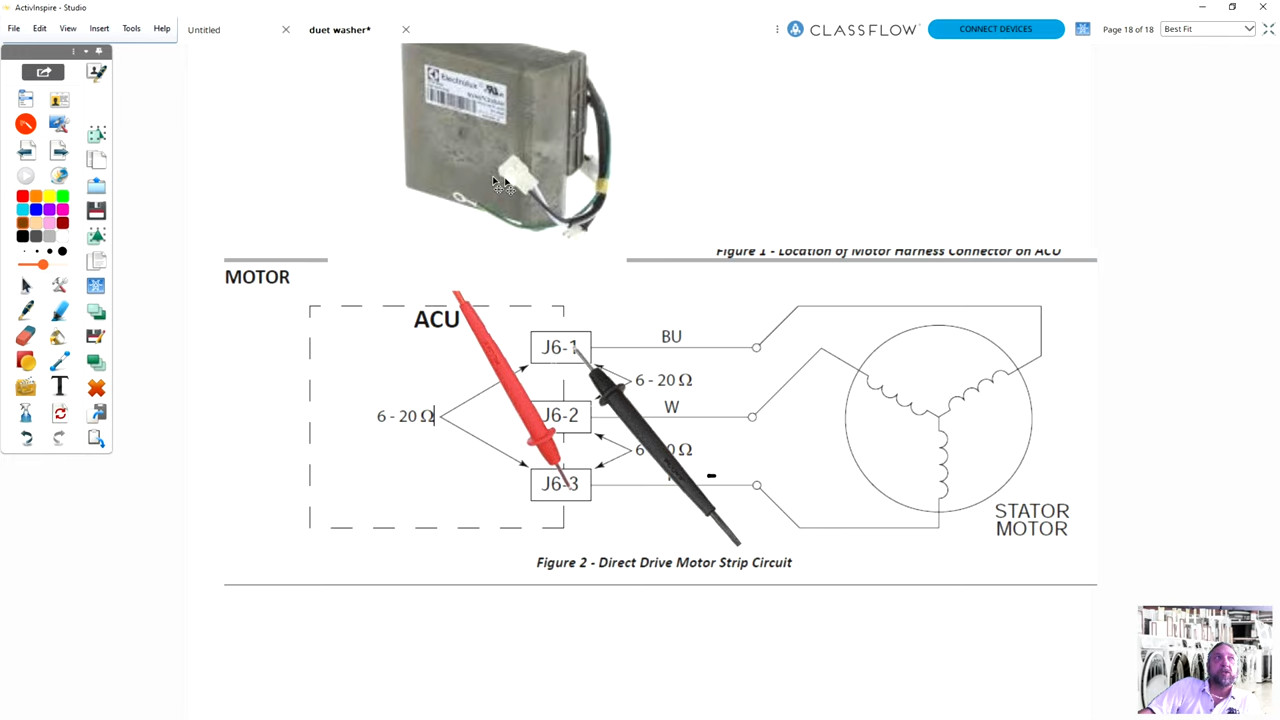 ActivInspire - Studio
File Edit View Insert Tools Help
Untitled
duet washer*
CLASSFLOW
CONNECT DEVICES
Page 18 of 18
Best Fit
Electrolux
Figure 1 - Location of Motor Harness Connector on ACU
MOTOR
ACU
J6-1
BU
6 - 20 Ω
J6-2
W
6 - 20 Ω
J6-3
STATOR
MOTOR
Figure 2 - Direct Drive Motor Strip Circuit